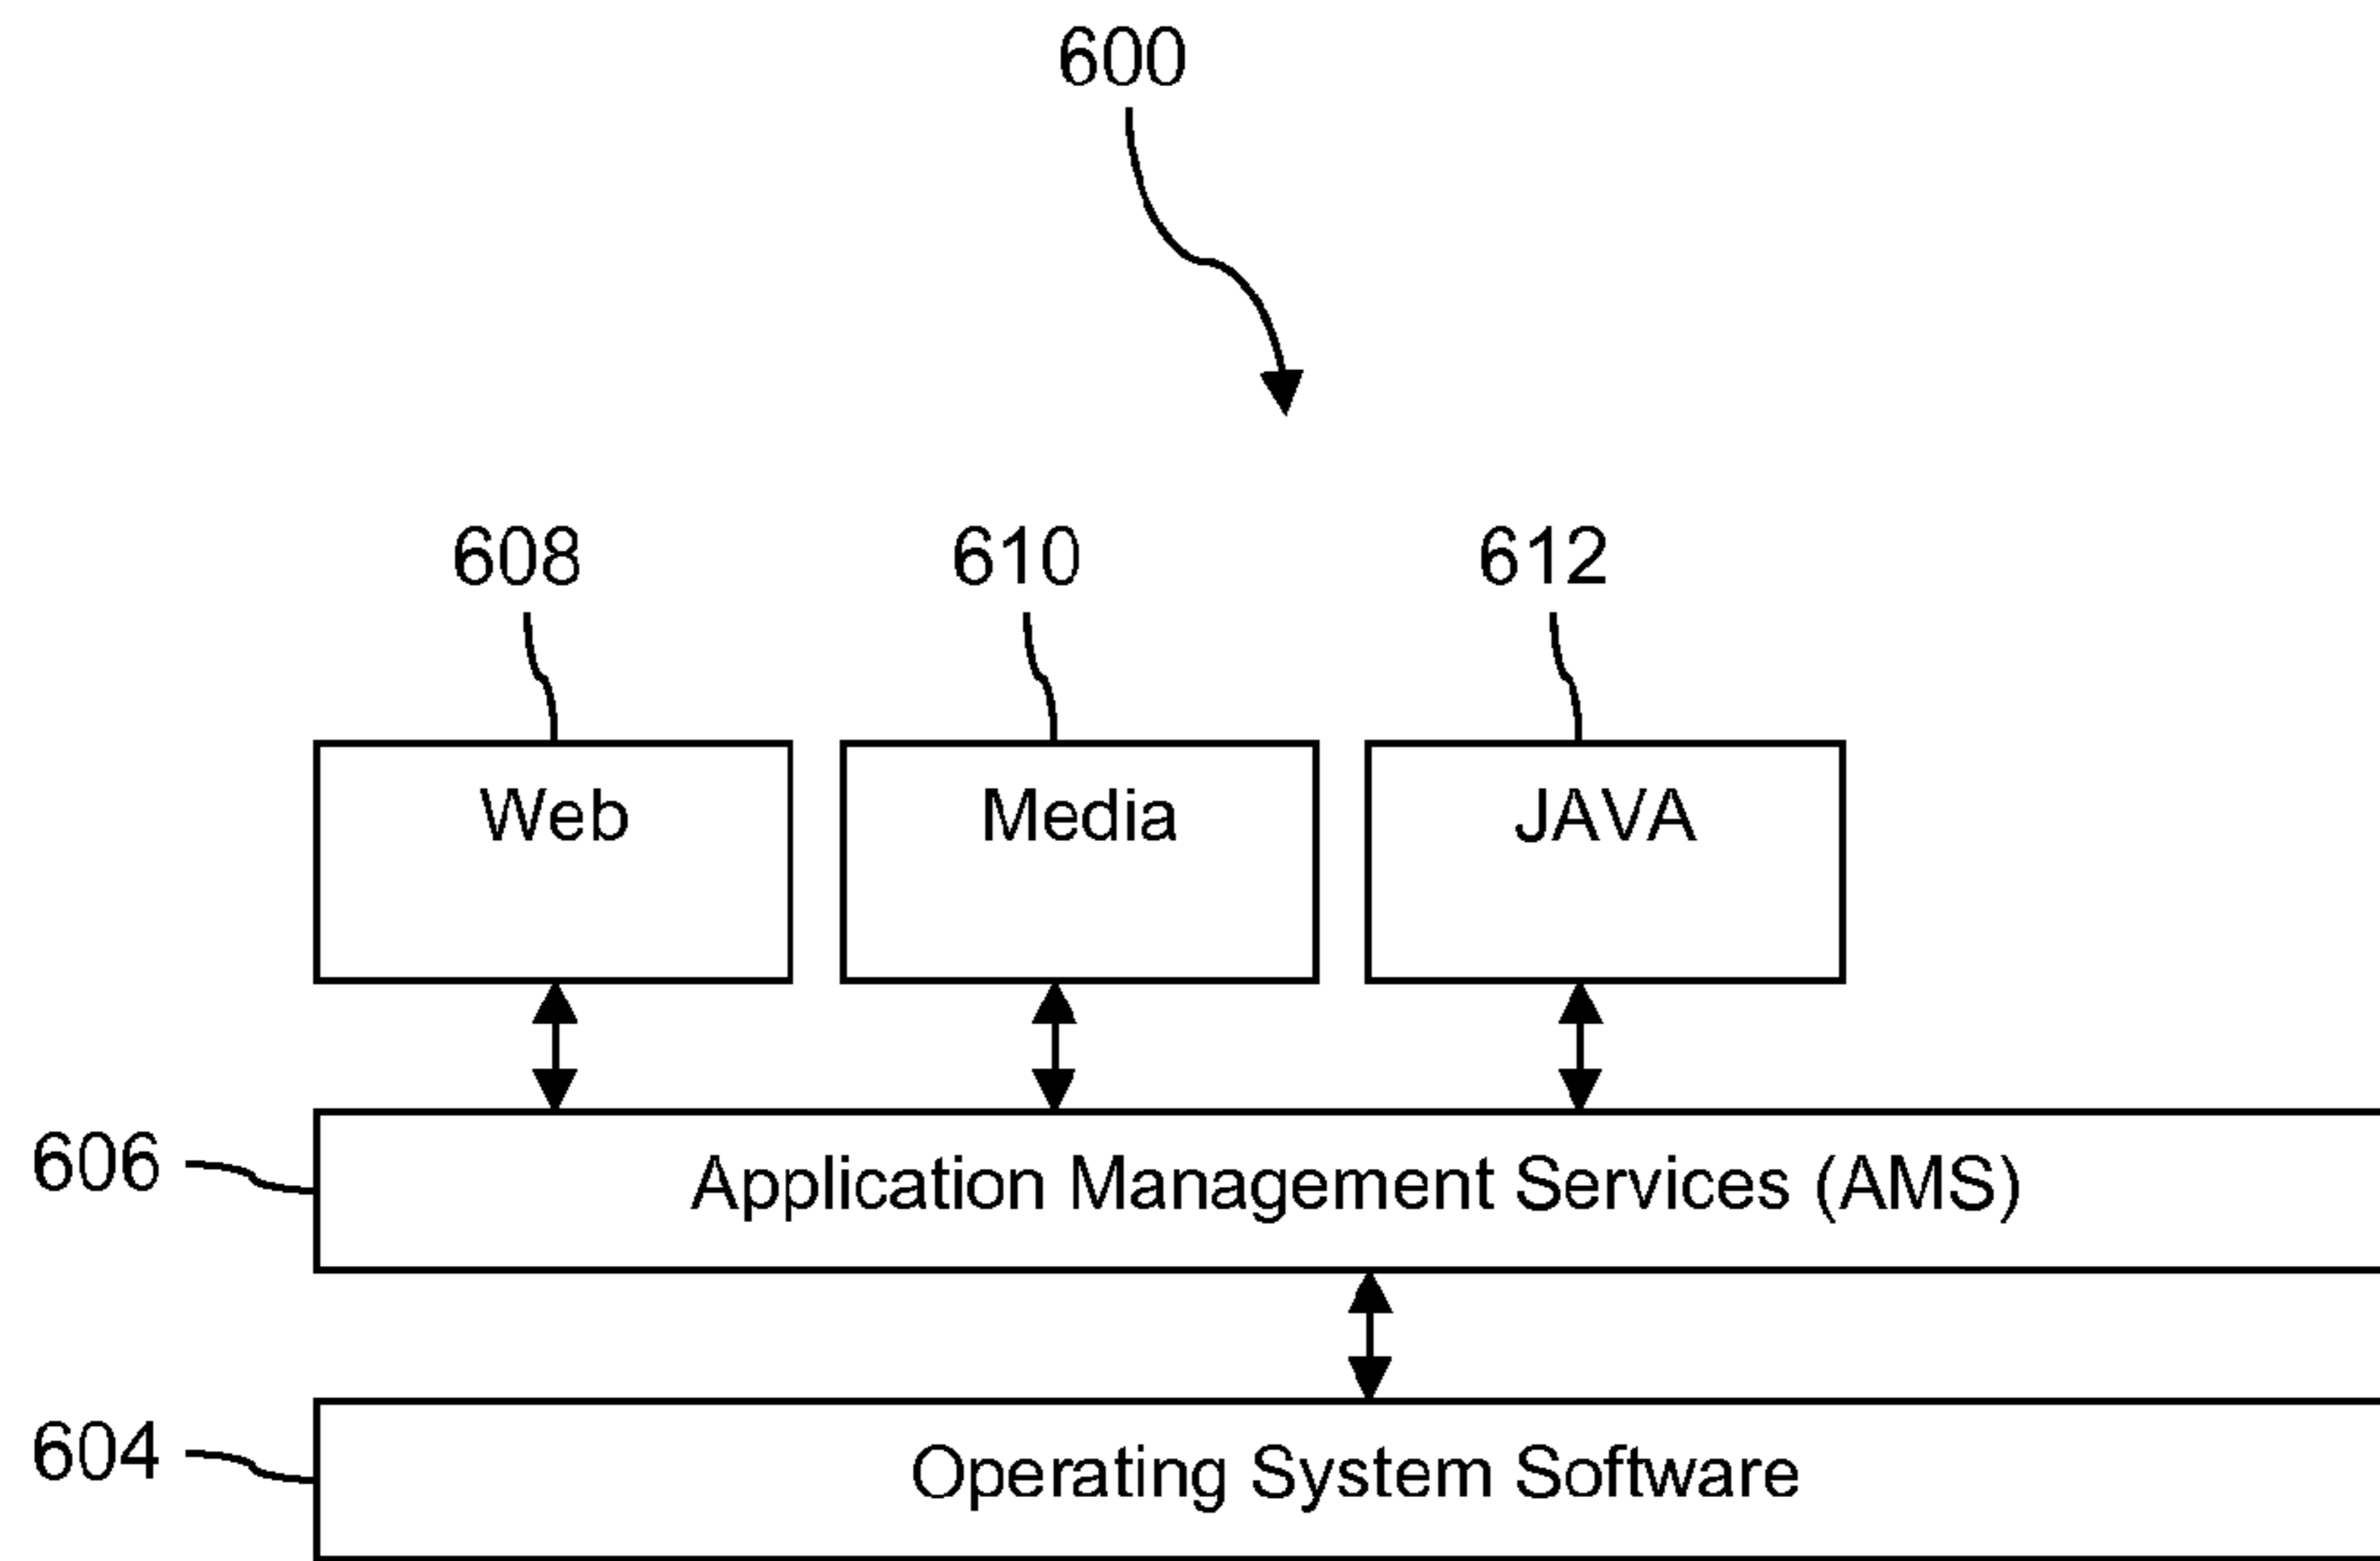 600
608 610 612
Web Media JAVA
606 Application Management Services (AMS)
604 Operating System Software